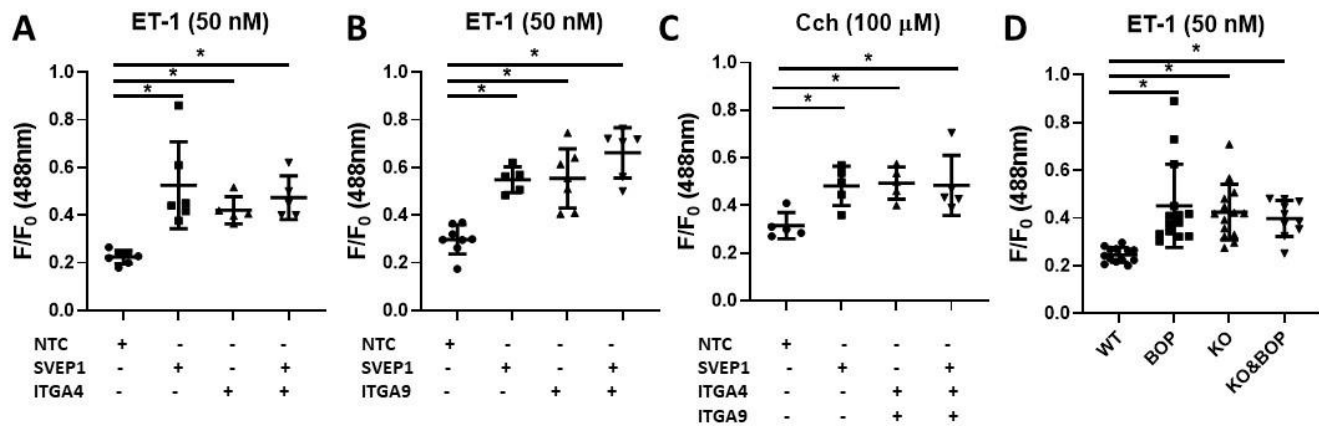 A ET-1 (50 nM)
*
*
*
F/F0 (488nm)
1.0
0.8
0.6
0.4
0.2
0.0
NTC + - - -
SVEP1 - + - +
ITGA4 - - + +
B ET-1 (50 nM)
*
*
*
F/F0 (488nm)
1.0
0.8
0.6
0.4
0.2
0.0
NTC + - - -
SVEP1 - + - +
ITGA9 - - + +
C Cch (100 μM)
*
*
*
F/F0 (488nm)
1.0
0.8
0.6
0.4
0.2
0.0
NTC + - - -
SVEP1 - + - +
ITGA4 - - + +
ITGA9 - - + +
D ET-1 (50 nM)
*
*
*
F/F0 (488nm)
1.0
0.8
0.6
0.4
0.2
0.0
WT
BOP
KO
KO&BOP